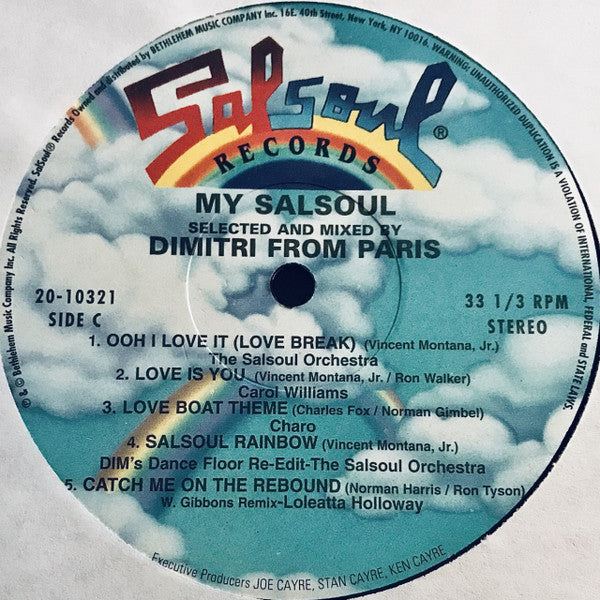 ℗ & © Bethlehem Music Company Inc. All Rights Reserved. SalSoul® Records Owned and distributed by BETHLEHEM MUSIC COMPANY Inc. 16E. 40th Street, New York, NY, 10016. WARNING: UNAUTHORIZED DUPLICATION IS A VIOLATION OF INTERNATIONAL, FEDERAL and STATE LAWS.
Salsoul®
RECORDS
MY SALSOUL
SELECTED AND MIXED BY
DIMITRI FROM PARIS
20-10321
SIDE C
33 1/3 RPM
STEREO
1. OOH I LOVE IT (LOVE BREAK) (Vincent Montana, Jr.)
The Salsoul Orchestra
2. LOVE IS YOU (Vincent Montana, Jr. / Ron Walker)
Carol Williams
3. LOVE BOAT THEME (Charles Fox / Norman Gimbel)
Charo
4. SALSOUL RAINBOW (Vincent Montana, Jr.)
DIM's Dance Floor Re-Edit-The Salsoul Orchestra
5. CATCH ME ON THE REBOUND (Norman Harris / Ron Tyson)
W. Gibbons Remix-Loleatta Holloway
Executive Producers JOE CAYRE, STAN CAYRE, KEN CAYRE